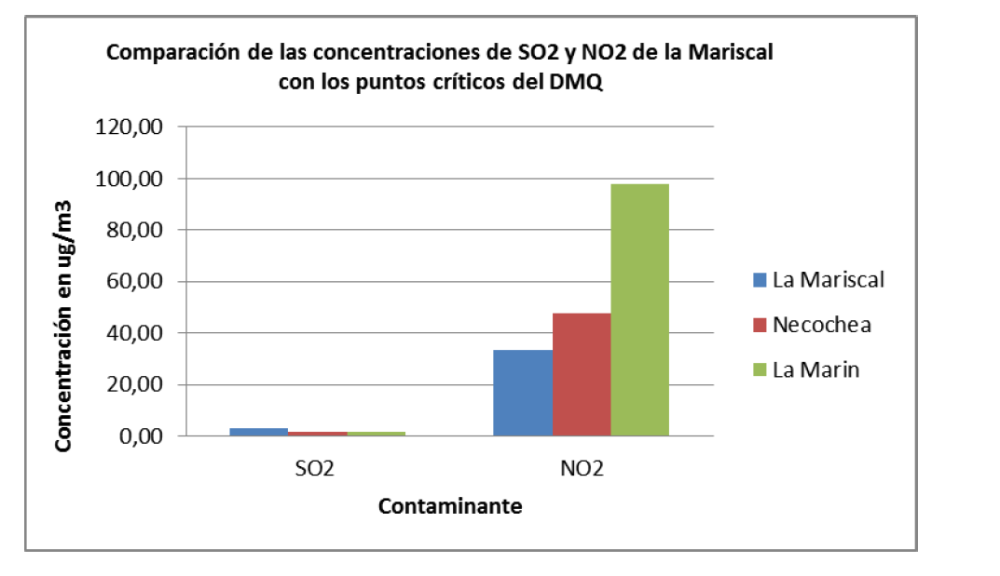 Comparación de las concentraciones de SO2 y NO2 de la Mariscal
con los puntos críticos del DMQ
120,00
100,00
80,00
60,00
40,00
20,00
0,00
Concentración en ug/m3
SO2
NO2
Contaminante
La Mariscal
Necochea
La Marin